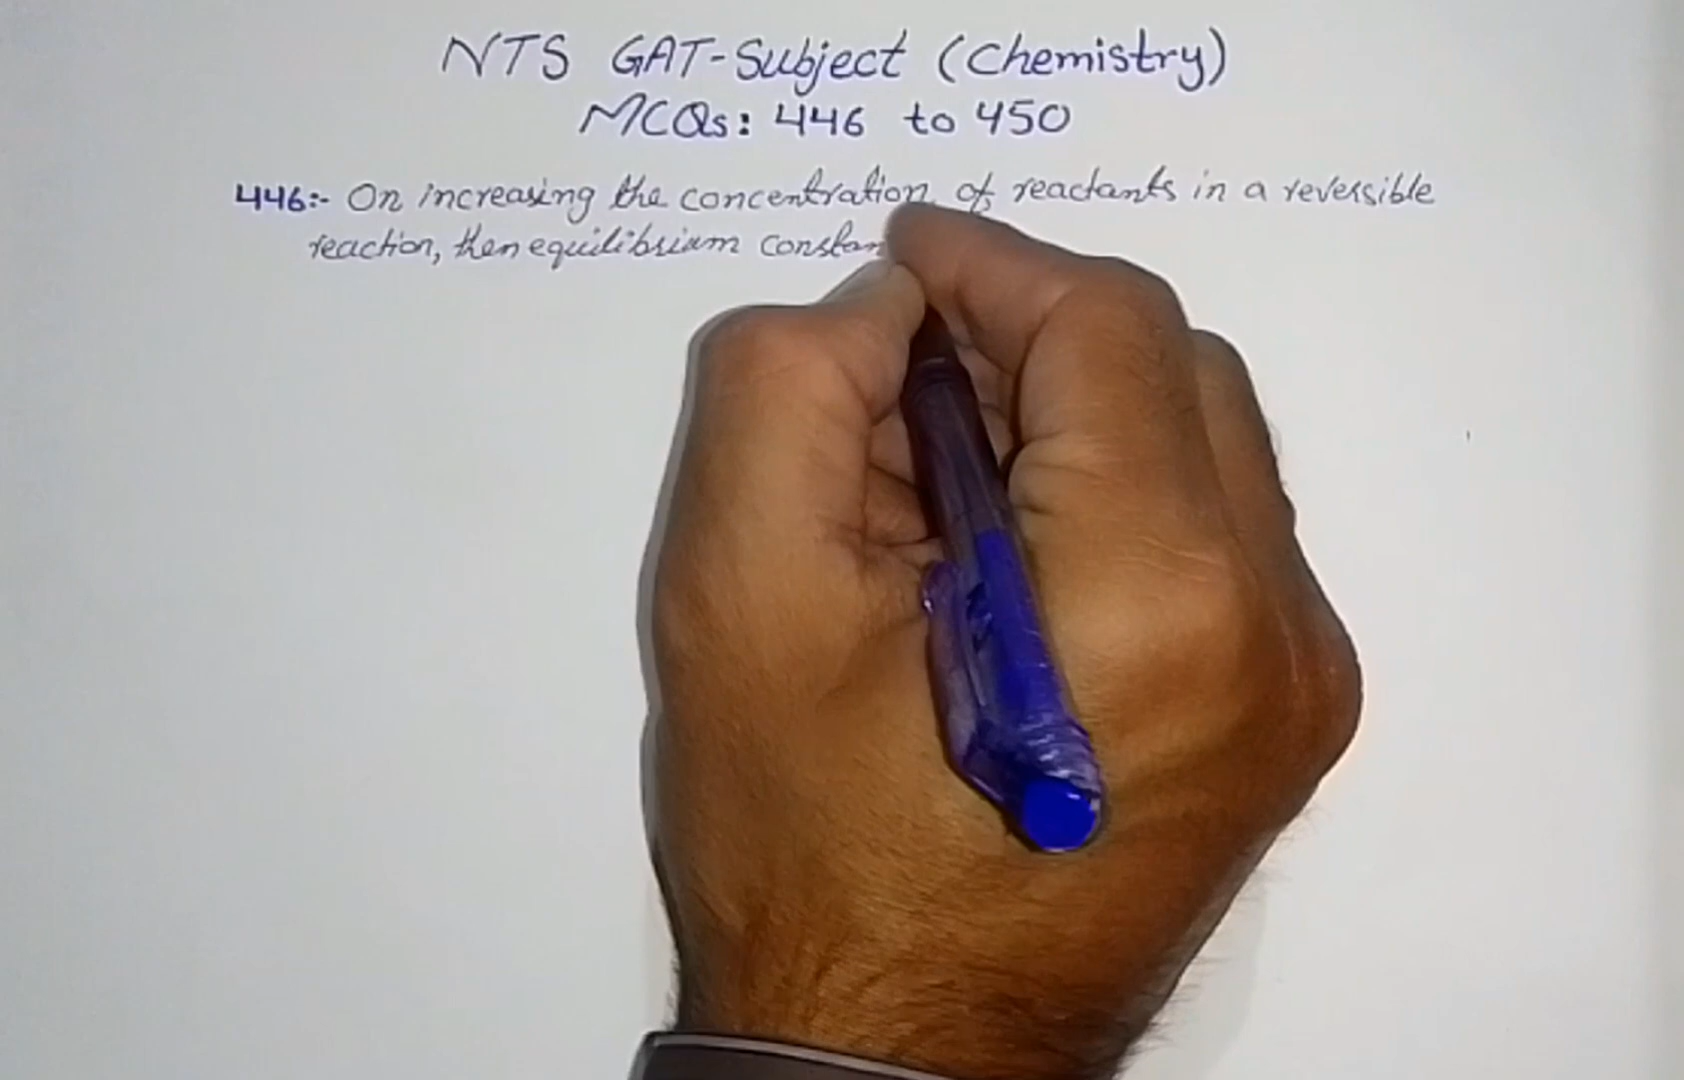 NTS GAT-Subject (Chemistry)
MCQs: 446 to 450
446:- On increasing the concentration of reactants in a reversible
reaction, then equilibrium constan